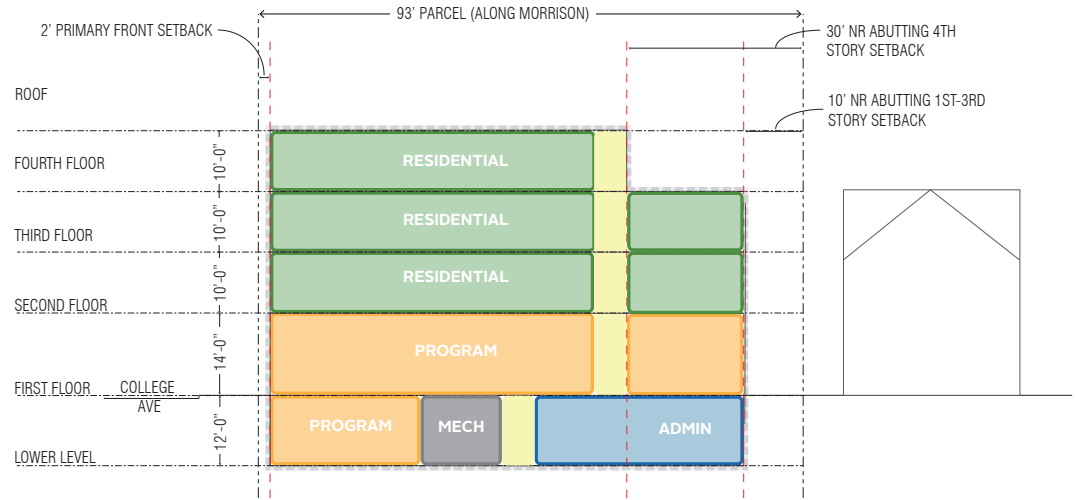 93' PARCEL (ALONG MORRISON)
2' PRIMARY FRONT SETBACK
30' NR ABUTTING 4TH
STORY SETBACK
10' NR ABUTTING 1ST-3RD
STORY SETBACK
ROOF
FOURTH FLOOR
10'-0"
RESIDENTIAL
THIRD FLOOR
10'-0"
RESIDENTIAL
SECOND FLOOR
10'-0"
RESIDENTIAL
FIRST FLOOR
14'-0"
PROGRAM
COLLEGE
AVE
LOWER LEVEL
12'-0"
PROGRAM
MECH
ADMIN